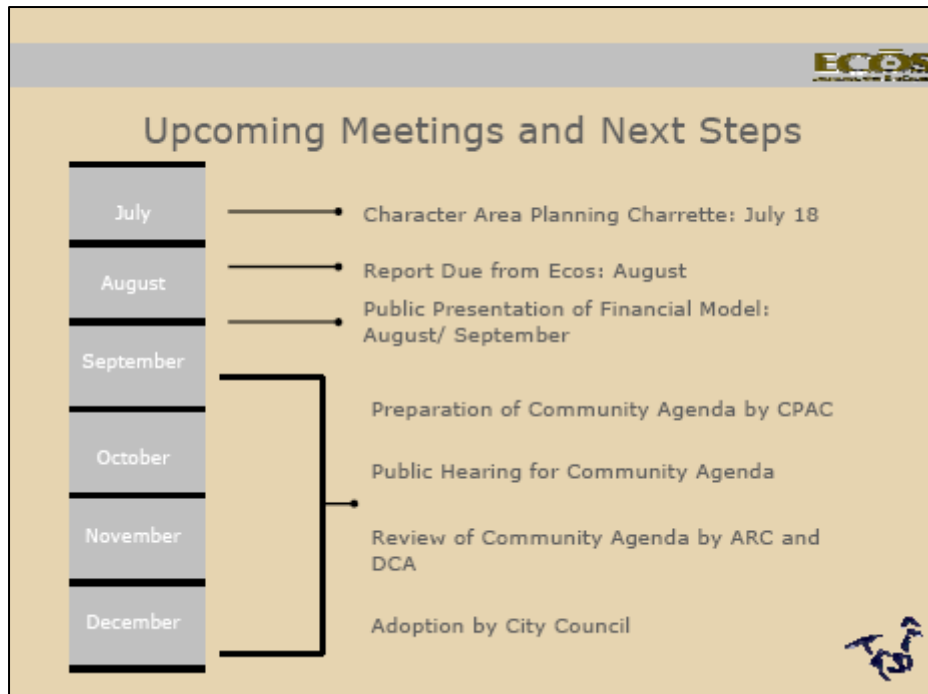 ECŌS
Upcoming Meetings and Next Steps
July
Character Area Planning Charrette: July 18
August
Report Due from Ecos: August
Public Presentation of Financial Model:
August/ September
September
Preparation of Community Agenda by CPAC
October
Public Hearing for Community Agenda
November
Review of Community Agenda by ARC and
DCA
December
Adoption by City Council